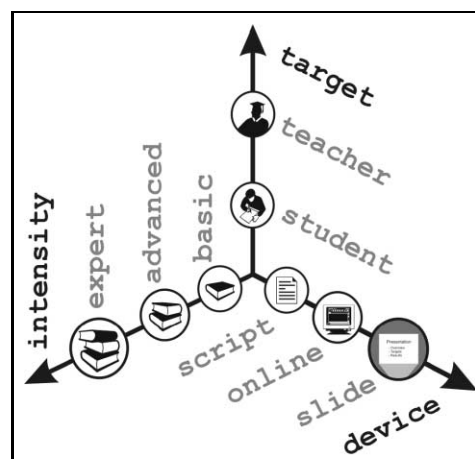 target
teacher
student
intensity
expert
advanced
basic
script
online
slide
device
Presentation